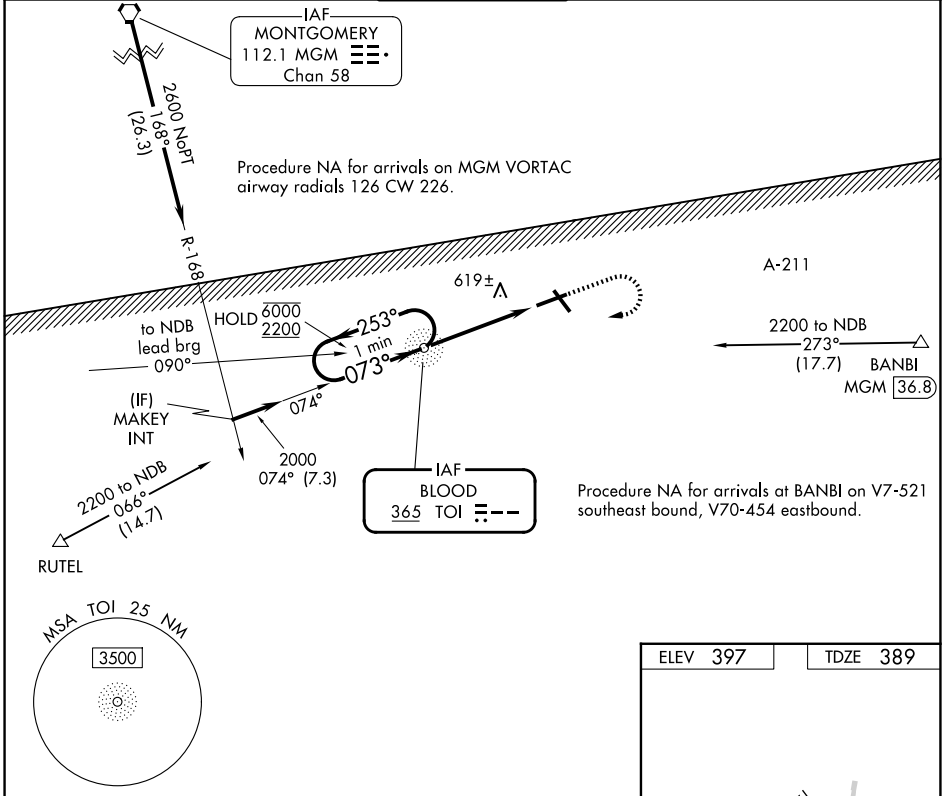 IAF
MONTGOMERY
112.1 MGM
Chan 58
2600 NoPT
168°
(26.3)
Procedure NA for arrivals on MGM VORTAC
airway radials 126 CW 226.
R-168
619±
A-211
HOLD 6000
2200
253°
1 min
073°
to NDB
lead brg
090°
2200 to NDB
273°
(17.7)
BANBI
MGM 36.8
(IF)
MAKEY
INT
074°
2000
074° (7.3)
2200 to NDB
066°
(14.7)
RUTEL
IAF
BLOOD
365 TOI
Procedure NA for arrivals at BANBI on V7-521
southeast bound, V70-454 eastbound.
MSA TOI 25 NM
3500
ELEV 397
TDZE 389